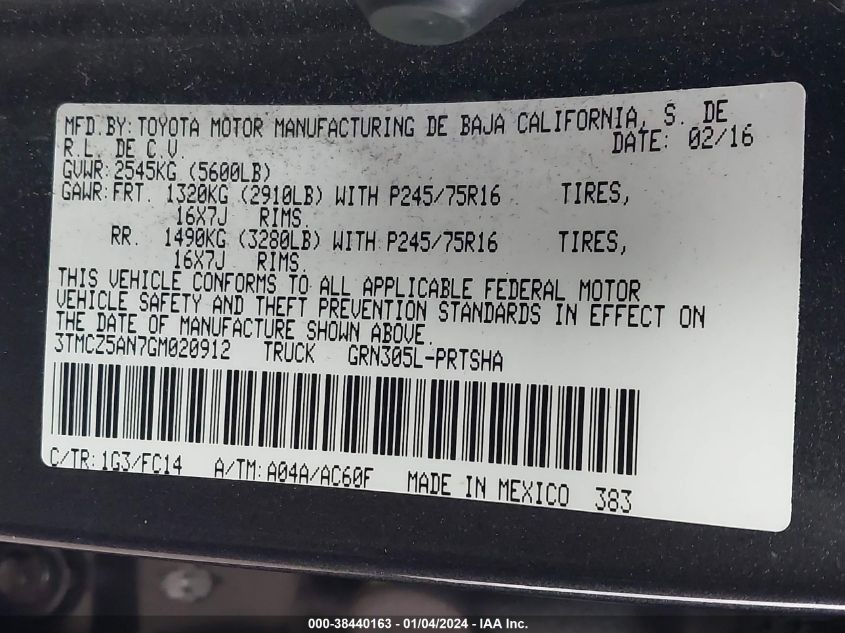 MFD.BY: TOYOTA MOTOR MANUFACTURING DE BAJA CALIFORNIA, S. DE
R.L. DE C.V. DATE: 02/16
GVWR: 2545KG (5600LB)
GAWR: FRT. 1320KG (2910LB) WITH P245/75R16 TIRES,
16X7J RIMS
RR. 1490KG (3280LB) WITH P245/75R16 TIRES,
16X7J RIMS.
THIS VEHICLE CONFORMS TO ALL APPLICABLE FEDERAL MOTOR
VEHICLE SAFETY AND THEFT PREVENTION STANDARDS IN EFFECT ON
THE DATE OF MANUFACTURE SHOWN ABOVE.
3TMCZ5AN7GM020912 TRUCK GRN305L-PRTSHA
C/TR: 1G3/FC14 A/TM: A04A/AC60F MADE IN MEXICO 383
000-38440163 - 01/04/2024 - IAA Inc.